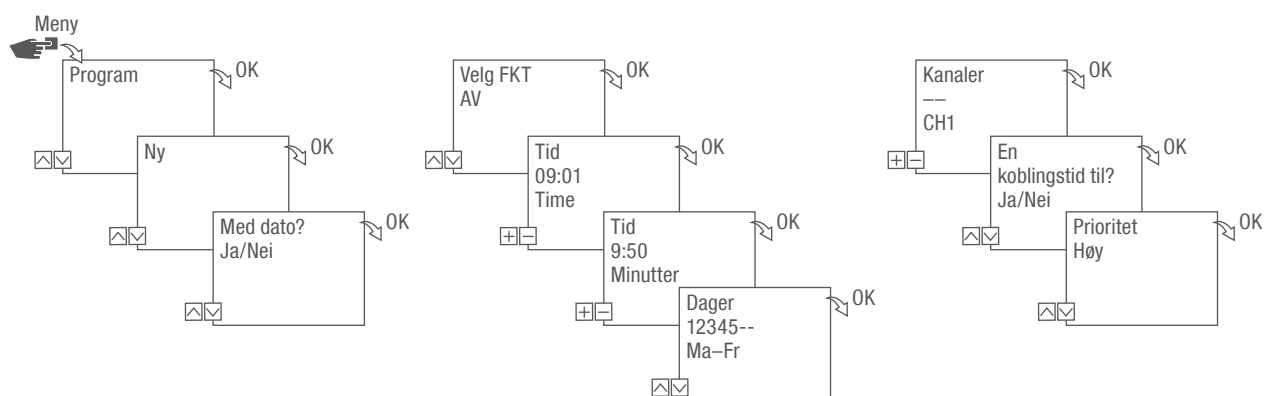 Meny
Program
OK
Ny
OK
Med dato?
Ja/Nei
OK
Velg FKT
AV
OK
Tid
09:01
Time
OK
Tid
9:50
Minutter
OK
Dager
12345--
Ma–Fr
OK
Kanaler
––
CH1
OK
En
koblingstid til?
Ja/Nei
OK
Prioritet
Høy
OK